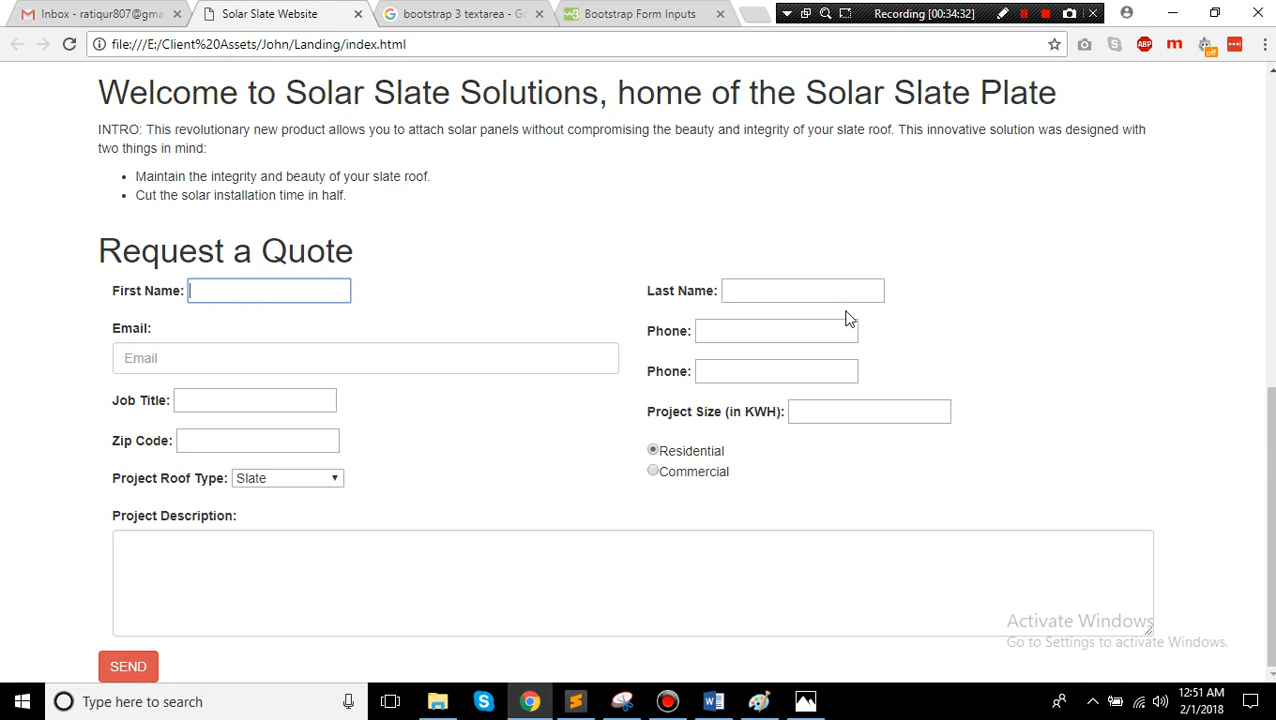 Inbox - ratiqur807@gma
Solar Slate Website
bootstrap 3 textarea - Go
Bootstrap Form Inputs
Recording [00:34:32]
file:///E:/Client%20Assets/John/Landing/index.html
ABP
m
off
Welcome to Solar Slate Solutions, home of the Solar Slate Plate
INTRO: This revolutionary new product allows you to attach solar panels without compromising the beauty and integrity of your slate roof. This innovative solution was designed with
two things in mind:
• Maintain the integrity and beauty of your slate roof.
• Cut the solar installation time in half.
Request a Quote
First Name:
Last Name:
Email:
Phone:
Email
Phone:
Job Title:
Project Size (in KWH):
Zip Code:
Residential
Commercial
Project Roof Type: Slate
Project Description:
Activate Windows
Go to Settings to activate Windows.
SEND
Type here to search
12:51 AM
2/1/2018